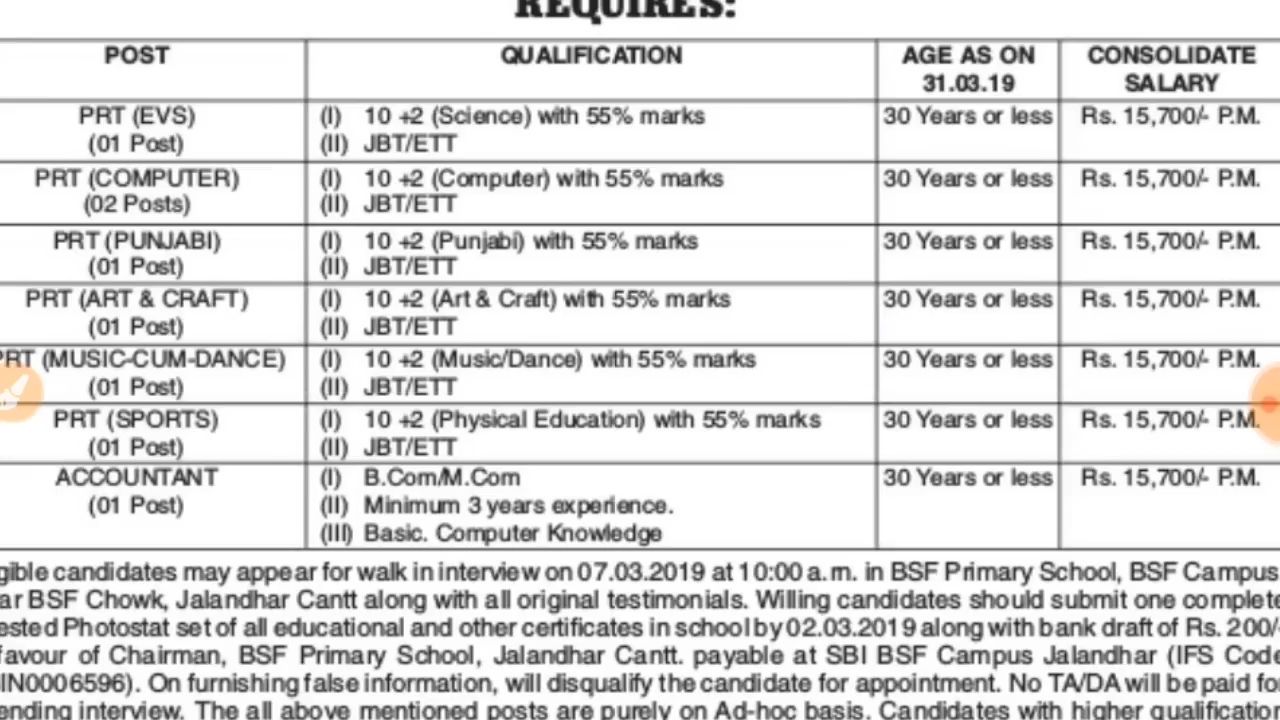 REQUIRES:
POST QUALIFICATION AGE AS ON 31.03.19 CONSOLIDATE SALARY
PRT (EVS) (I) 10 +2 (Science) with 55% marks 30 Years or less Rs. 15,700/- P.M.
(01 Post) (II) JBT/ETT
PRT (COMPUTER) (I) 10 +2 (Computer) with 55% marks 30 Years or less Rs. 15,700/- P.M.
(02 Posts) (II) JBT/ETT
PRT (PUNJABI) (I) 10 +2 (Punjabi) with 55% marks 30 Years or less Rs. 15,700/- P.M.
(01 Post) (II) JBT/ETT
PRT (ART & CRAFT) (I) 10 +2 (Art & Craft) with 55% marks 30 Years or less Rs. 15,700/- P.M.
(01 Post) (II) JBT/ETT
PRT (MUSIC-CUM-DANCE) (I) 10 +2 (Music/Dance) with 55% marks 30 Years or less Rs. 15,700/- P.M.
(01 Post) (II) JBT/ETT
PRT (SPORTS) (I) 10 +2 (Physical Education) with 55% marks 30 Years or less Rs. 15,700/- P.M.
(01 Post) (II) JBT/ETT
ACCOUNTANT (I) B.Com/M.Com 30 Years or less Rs. 15,700/- P.M.
(01 Post) (II) Minimum 3 years experience.
(III) Basic. Computer Knowledge
gible candidates may appear for walk in interview on 07.03.2019 at 10:00 a.m. in BSF Primary School, BSF Campus
ar BSF Chowk, Jalandhar Cantt along with all original testimonials. Willing candidates should submit one complete
ested Photostat set of all educational and other certificates in school by 02.03.2019 along with bank draft of Rs. 200/-
favour of Chairman, BSF Primary School, Jalandhar Cantt. payable at SBI BSF Campus Jalandhar (IFS Code
IN0006596). On furnishing false information, will disqualify the candidate for appointment. No TA/DA will be paid for
ending interview. The all above mentioned posts are purely on Ad-hoc basis. Candidates with higher qualification